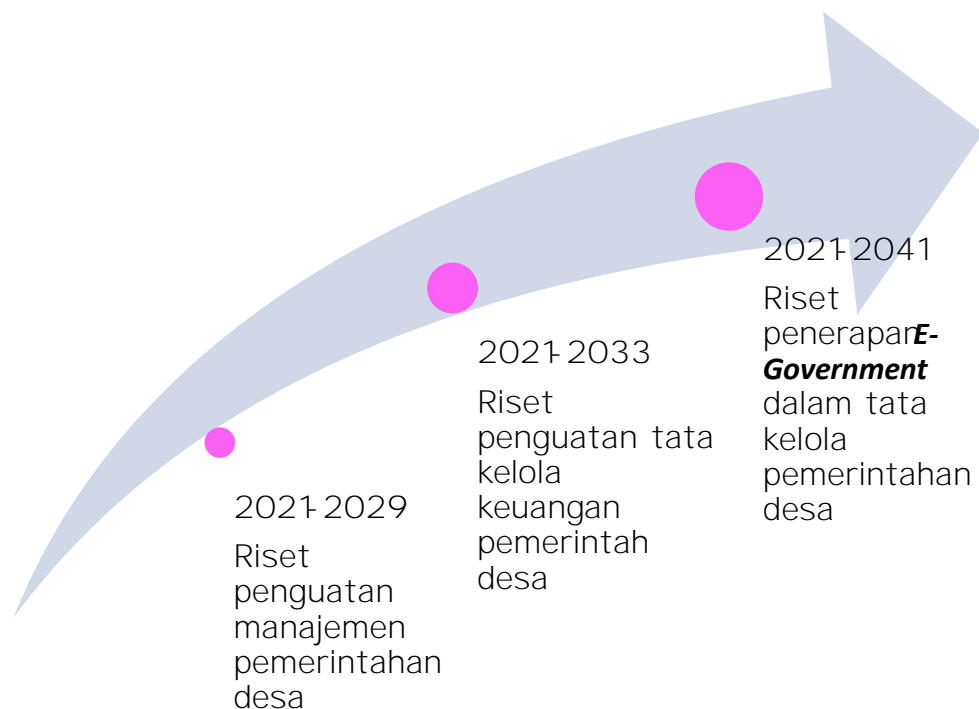 2021-2029
Riset
penguatan
manajemen
pemerintahan
desa
2021-2033
Riset
penguatan tata
kelola
keuangan
pemerintah
desa
2021-2041
Riset
penerapan E-
Government
dalam tata
kelola
pemerintahan
desa